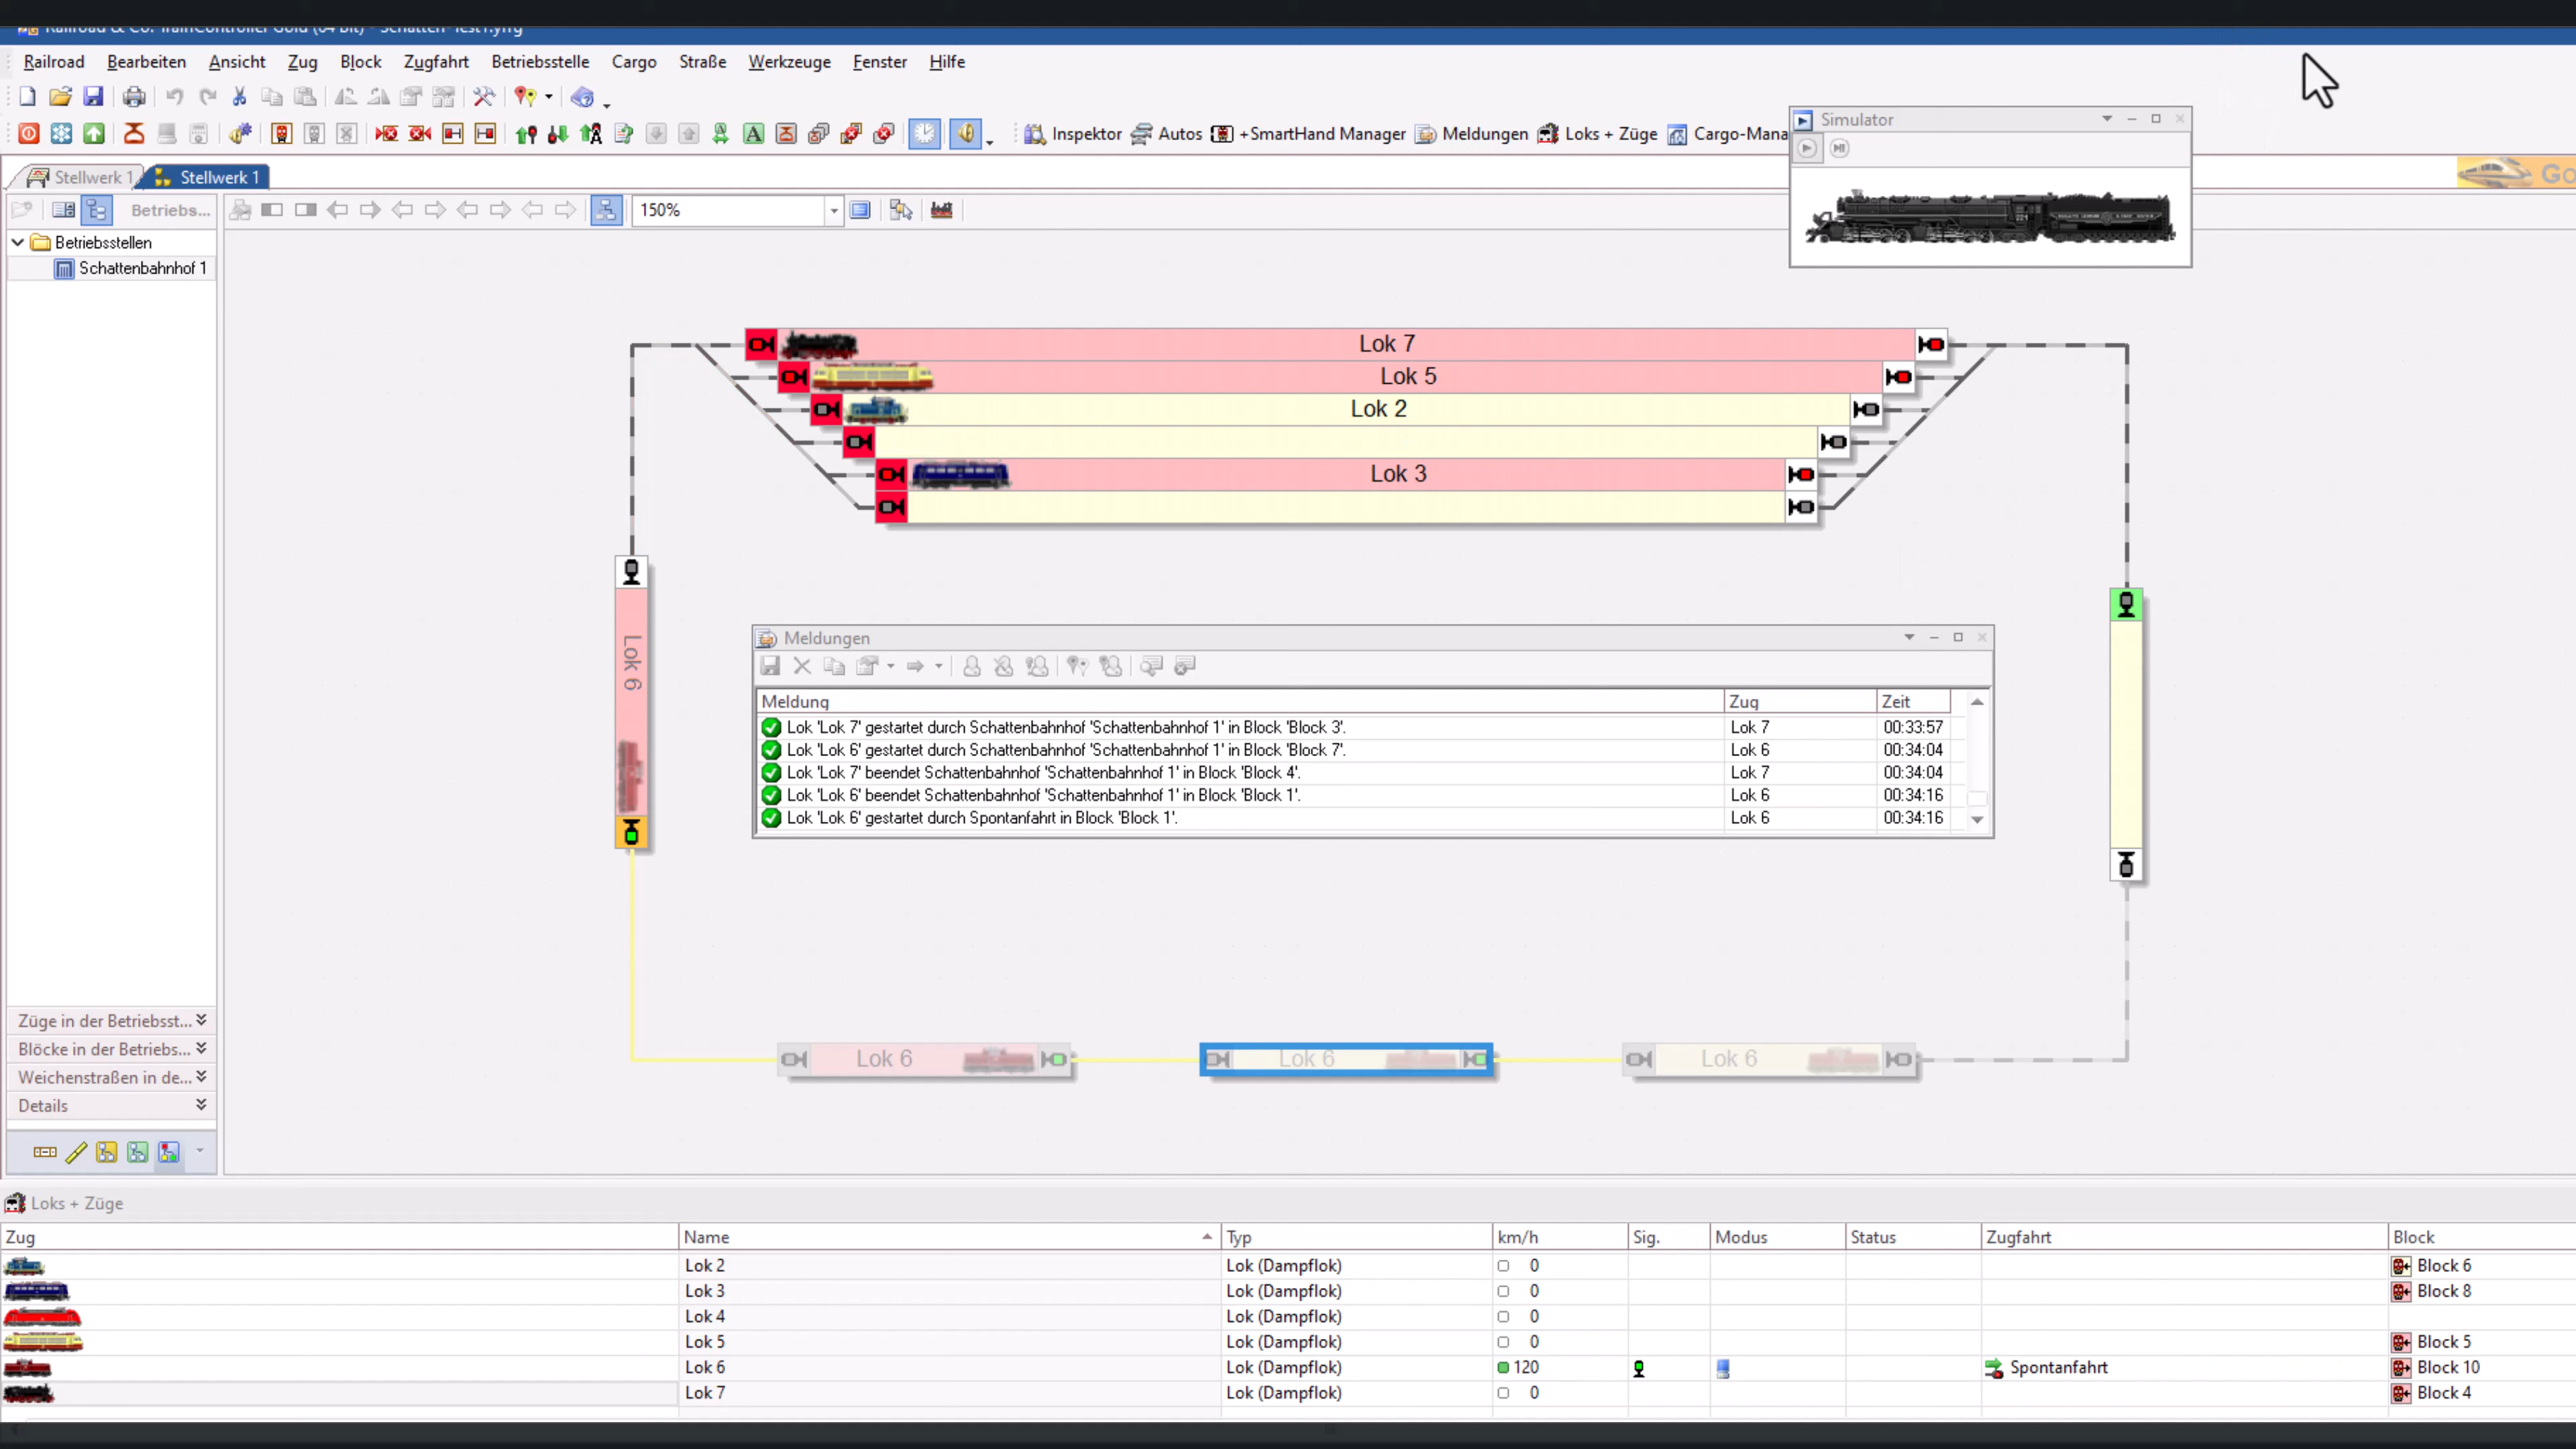 Railroad & Co. TrainController Gold (64 Bit) - Schatten-Test1.yrrg
Railroad Bearbeiten Ansicht Zug Block Zugfahrt Betriebsstelle Cargo Straße Werkzeuge Fenster Hilfe
Inspektor Autos +SmartHand Manager Meldungen Loks + Züge Cargo-Mana
Simulator
Stellwerk 1 Stellwerk 1
Go
Betriebs... 150%
Betriebsstellen
Schattenbahnhof 1
Lok 7
Lok 5
Lok 2
Lok 3
Lok 6
Meldungen
Meldung Zug Zeit
Lok 'Lok 7' gestartet durch Schattenbahnhof 'Schattenbahnhof 1' in Block 'Block 3'. Lok 7 00:33:57
Lok 'Lok 6' gestartet durch Schattenbahnhof 'Schattenbahnhof 1' in Block 'Block 7'. Lok 6 00:34:04
Lok 'Lok 7' beendet Schattenbahnhof 'Schattenbahnhof 1' in Block 'Block 4'. Lok 7 00:34:04
Lok 'Lok 6' beendet Schattenbahnhof 'Schattenbahnhof 1' in Block 'Block 1'. Lok 6 00:34:16
Lok 'Lok 6' gestartet durch Spontanfahrt in Block 'Block 1'. Lok 6 00:34:16
Züge in der Betriebsst...
Blöcke in der Betriebs...
Weichenstraßen in de...
Details
Lok 6 Lok 6 Lok 6
Loks + Züge
Zug Name Typ km/h Sig. Modus Status Zugfahrt Block
Lok 2 Lok (Dampflok) 0 Block 6
Lok 3 Lok (Dampflok) 0 Block 8
Lok 4 Lok (Dampflok) 0
Lok 5 Lok (Dampflok) 0 Block 5
Lok 6 Lok (Dampflok) 120 Spontanfahrt Block 10
Lok 7 Lok (Dampflok) 0 Block 4